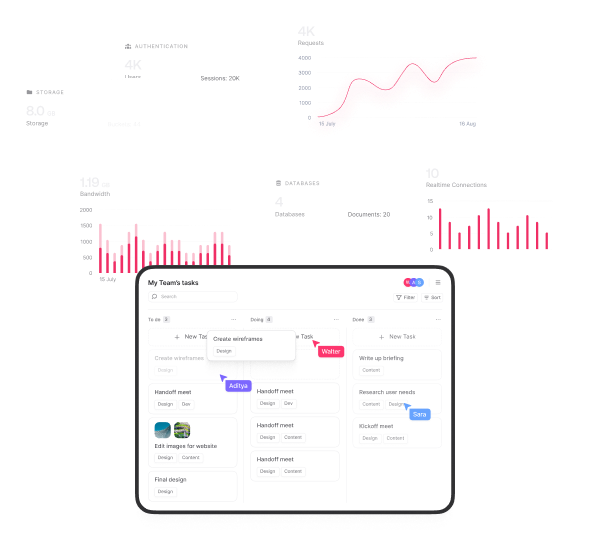 4K
Requests
AUTHENTICATION
4K
Users
Sessions: 20K
4000
3000
2000
1000
0
15 July
16 Aug
STORAGE
8.0 GB
Storage
1.19 GB
Bandwidth
2000
1500
1000
500
0
15 July
DATABASES
4
Databases
Documents: 20
10
Realtime Connections
15
10
5
0
My Team's tasks
Search
Filter
Sort
To do
Doing
Done
New Task
Create wireframes
Design
Task
New Task
Create wireframes
Design
Walter
Aditya
Handoff meet
Design Dev
Edit images for website
Design Content
Final design
Design
Handoff meet
Design Dev
Handoff meet
Design Content
Handoff meet
Design Content
Write up briefing
Content
Research user needs
Content Design
Sara
Kickoff meet
Design Content